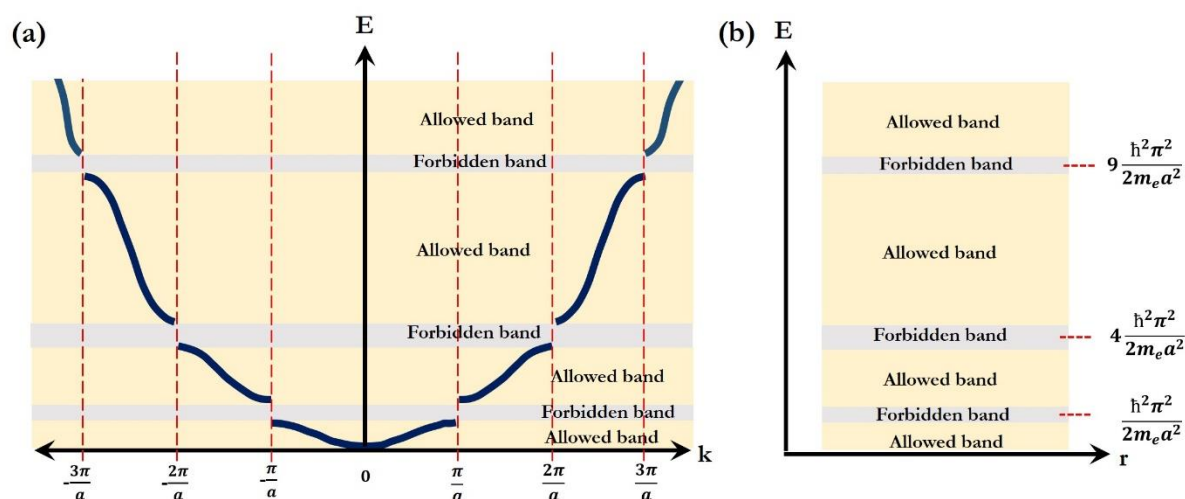 (a)
E
Allowed band
Forbidden band
Allowed band
Forbidden band
Allowed band
Forbidden band
Allowed band
k
-3π/a
-2π/a
-π/a
0
π/a
2π/a
3π/a
(b)
E
Allowed band
Forbidden band
9 ħ²π²/2mₑa²
Allowed band
Forbidden band
4 ħ²π²/2mₑa²
Allowed band
Forbidden band
ħ²π²/2mₑa²
Allowed band
r